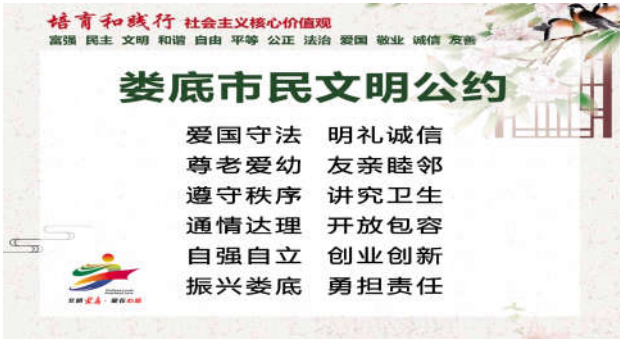 培育和践行 社会主义核心价值观
富强 民主 文明 和谐 自由 平等 公正 法治 爱国 敬业 诚信 友善
娄底市民文明公约
爱国守法 明礼诚信
尊老爱幼 友亲睦邻
遵守秩序 讲究卫生
通情达理 开放包容
自强自立 创业创新
振兴娄底 勇担责任